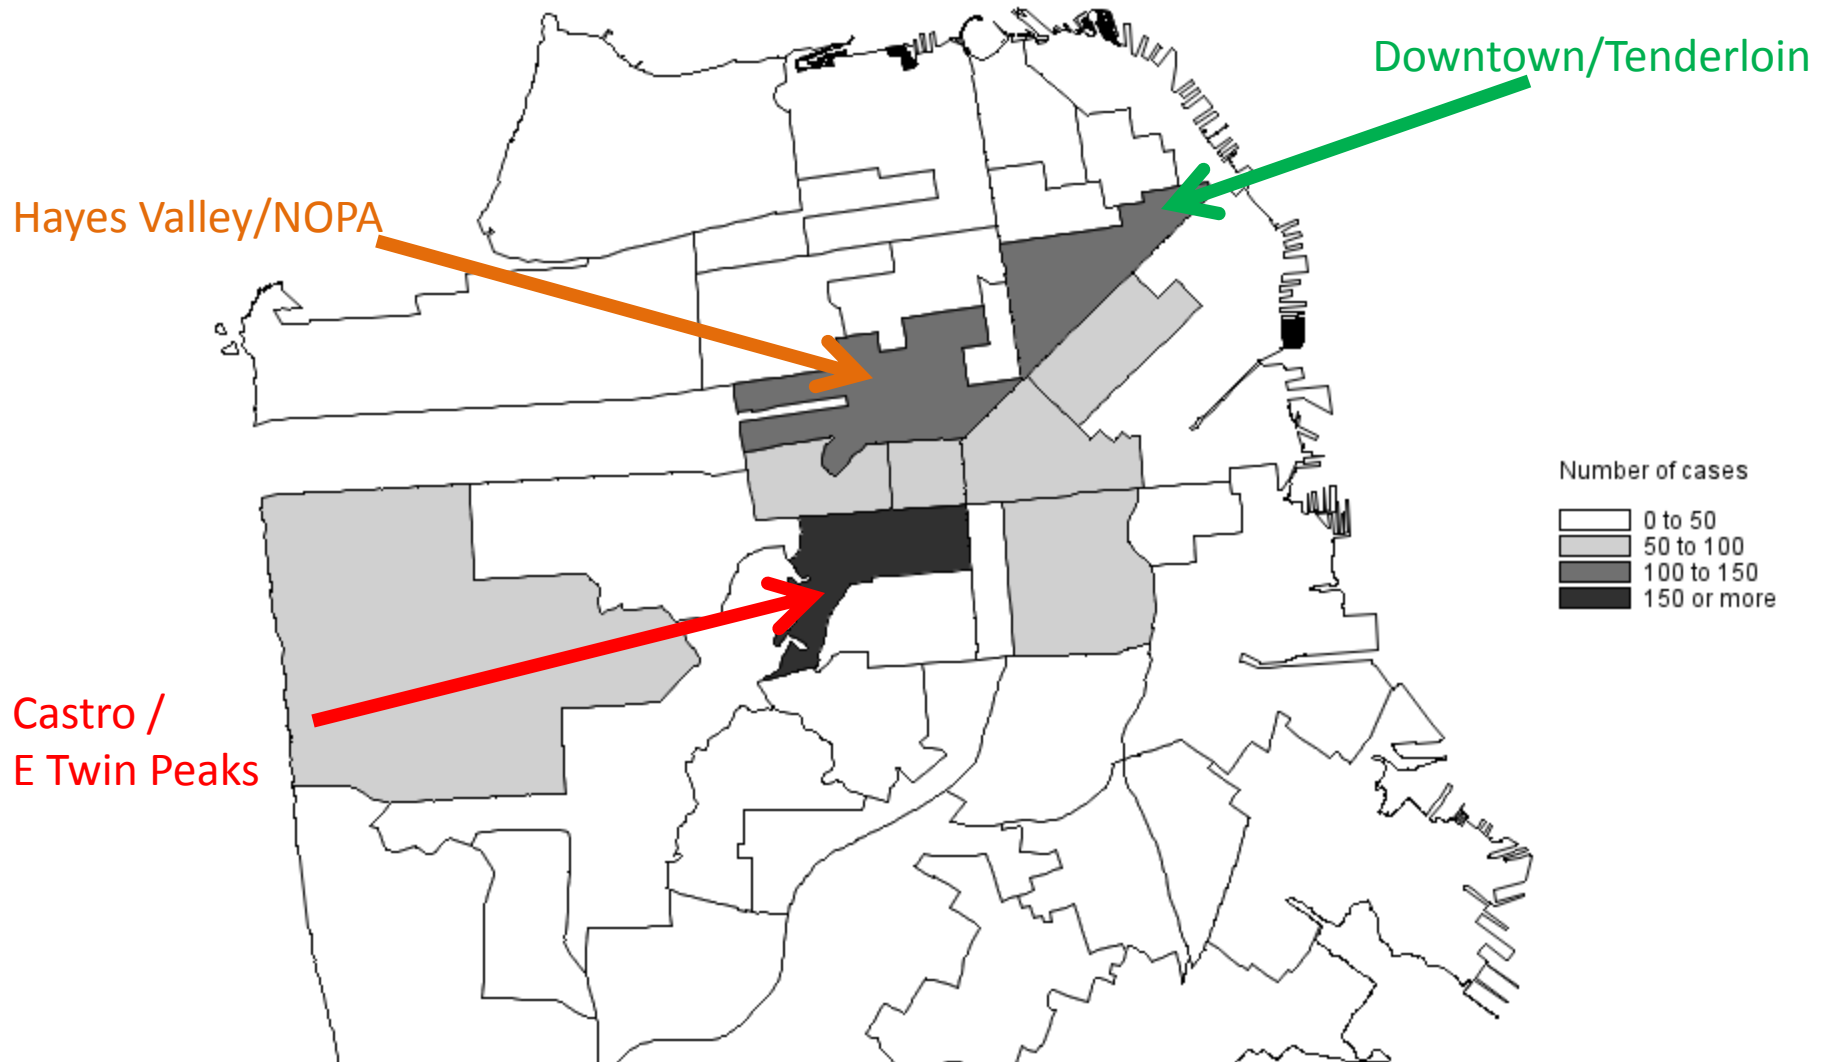 Downtown/Tenderloin
Hayes Valley/NOPA
Castro /
E Twin Peaks
Number of cases
0 to 50
50 to 100
100 to 150
150 or more